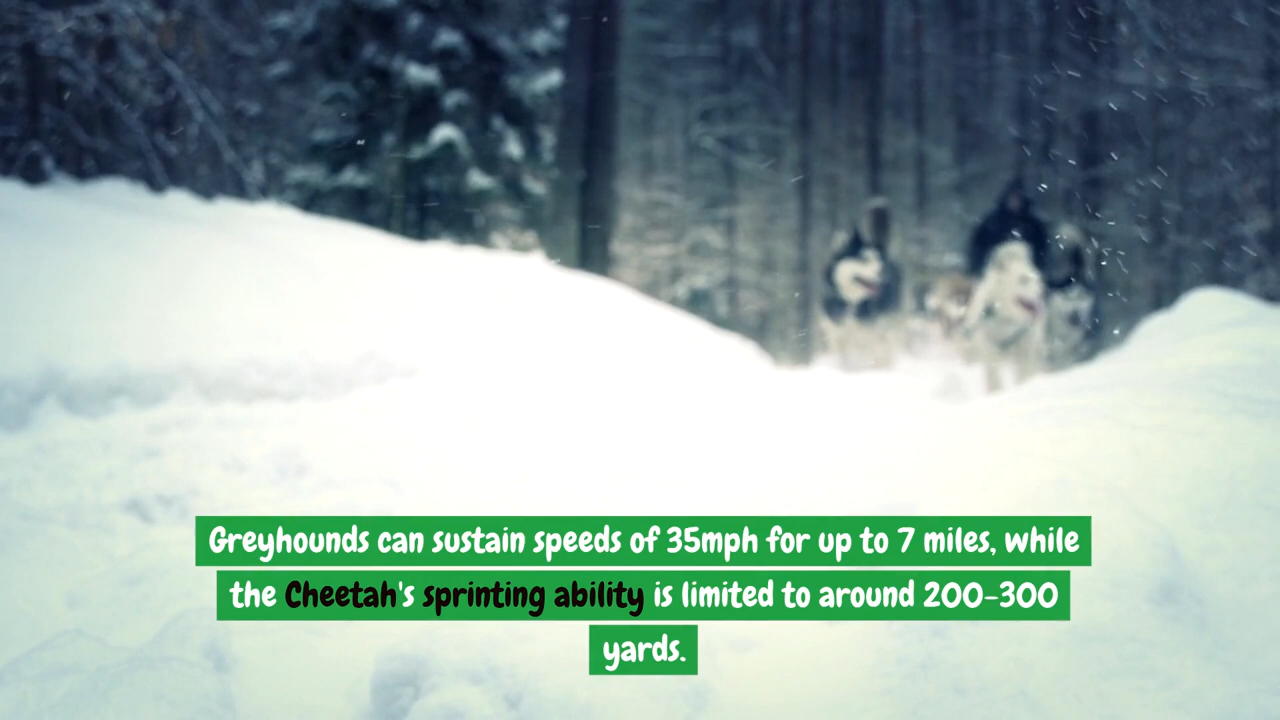 Greyhounds can sustain speeds of 35mph for up to 7 miles, while
the Cheetah's sprinting ability is limited to around 200-300
yards.